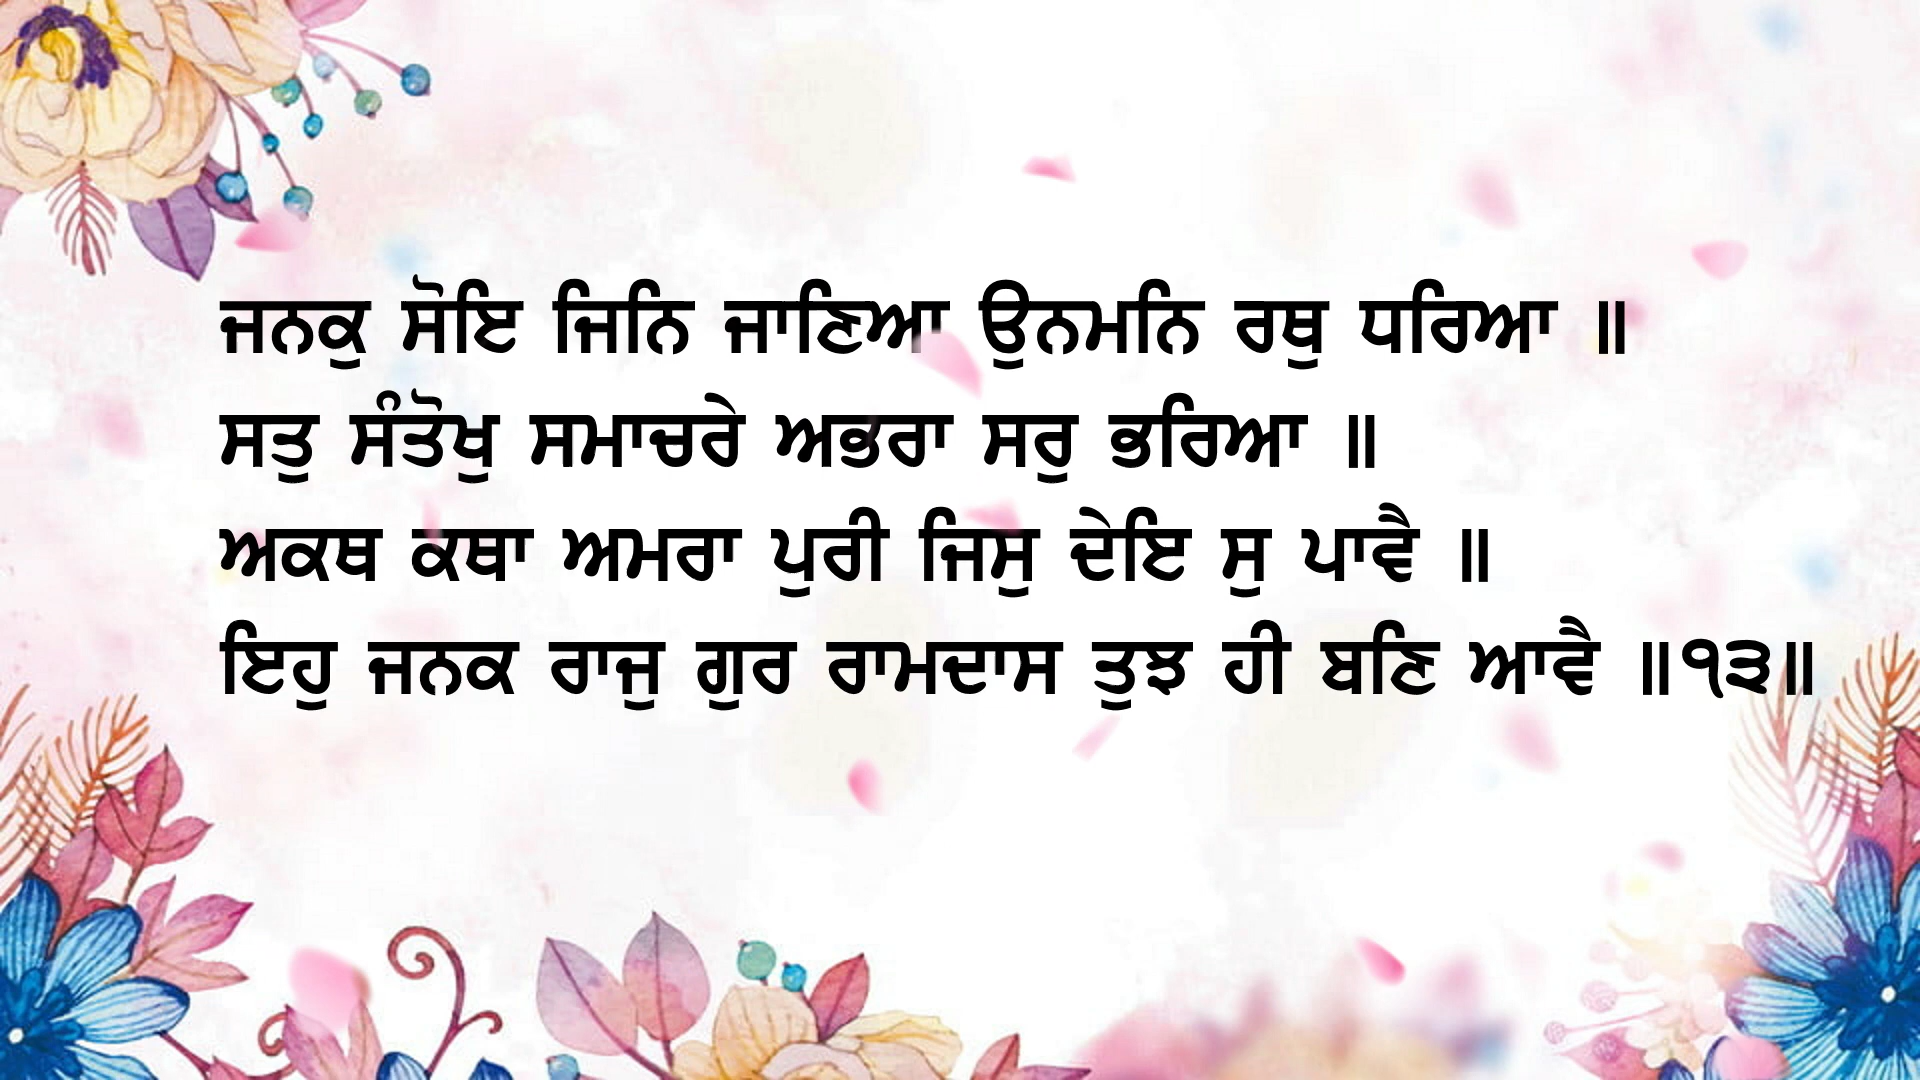 ਜਨਕੁ ਸੋਇ ਜਿਨਿ ਜਾਣਿਆ ਉਨਮਨਿ ਰਥੁ ਧਰਿਆ ॥
ਸਤੁ ਸੰਤੋਖੁ ਸਮਾਚਰੇ ਅਭਰਾ ਸਰੁ ਭਰਿਆ ॥
ਅਕਥ ਕਥਾ ਅਮਰਾ ਪੁਰੀ ਜਿਸੁ ਦੇਇ ਸੁ ਪਾਵੈ ॥
ਇਹੁ ਜਨਕ ਰਾਜੁ ਗੁਰ ਰਾਮਦਾਸ ਤੁਝ ਹੀ ਬਣਿ ਆਵੈ ॥੧੩॥